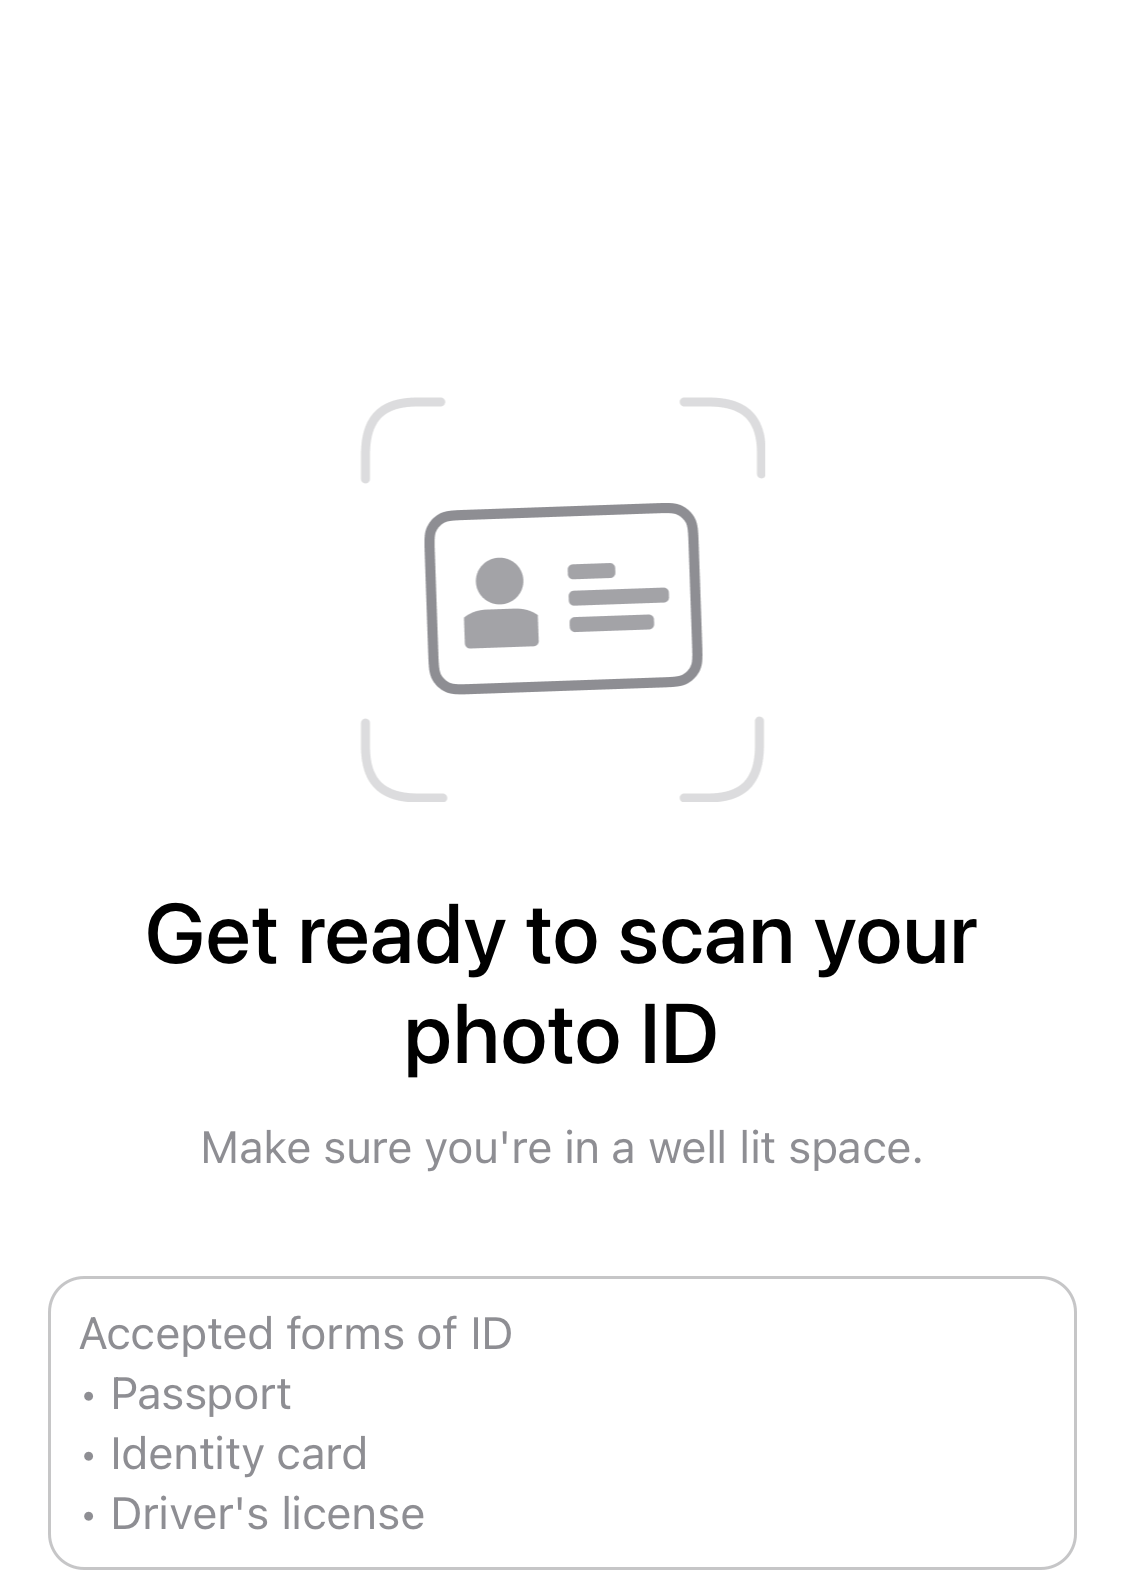 Get ready to scan your
photo ID
Make sure you're in a well lit space.
Accepted forms of ID
• Passport
• Identity card
• Driver's license